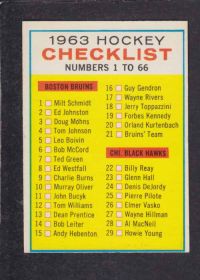 1963 HOCKEY
CHECKLIST
NUMBERS 1 TO 66
BOSTON BRUINS
1 Milt Schmidt
2 Ed Johnston
3 Doug Mohns
4 Tom Johnson
5 Leo Boivin
6 Bob McCord
7 Ted Green
8 Ed Westfall
9 Charlie Burns
10 Murray Oliver
11 John Bucyk
12 Tom Williams
13 Dean Prentice
14 Bob Leiter
15 Andy Hebenton
16 Guy Gendron
17 Wayne Rivers
18 Jerry Toppazzini
19 Forbes Kennedy
20 Orland Kurtenbach
21 Bruins' Team
CHI. BLACK HAWKS
22 Billy Reay
23 Glenn Hall
24 Denis DeJordy
25 Pierre Pilote
26 Elmer Vasko
27 Wayne Hillman
28 Al MacNeil
29 Howie Young